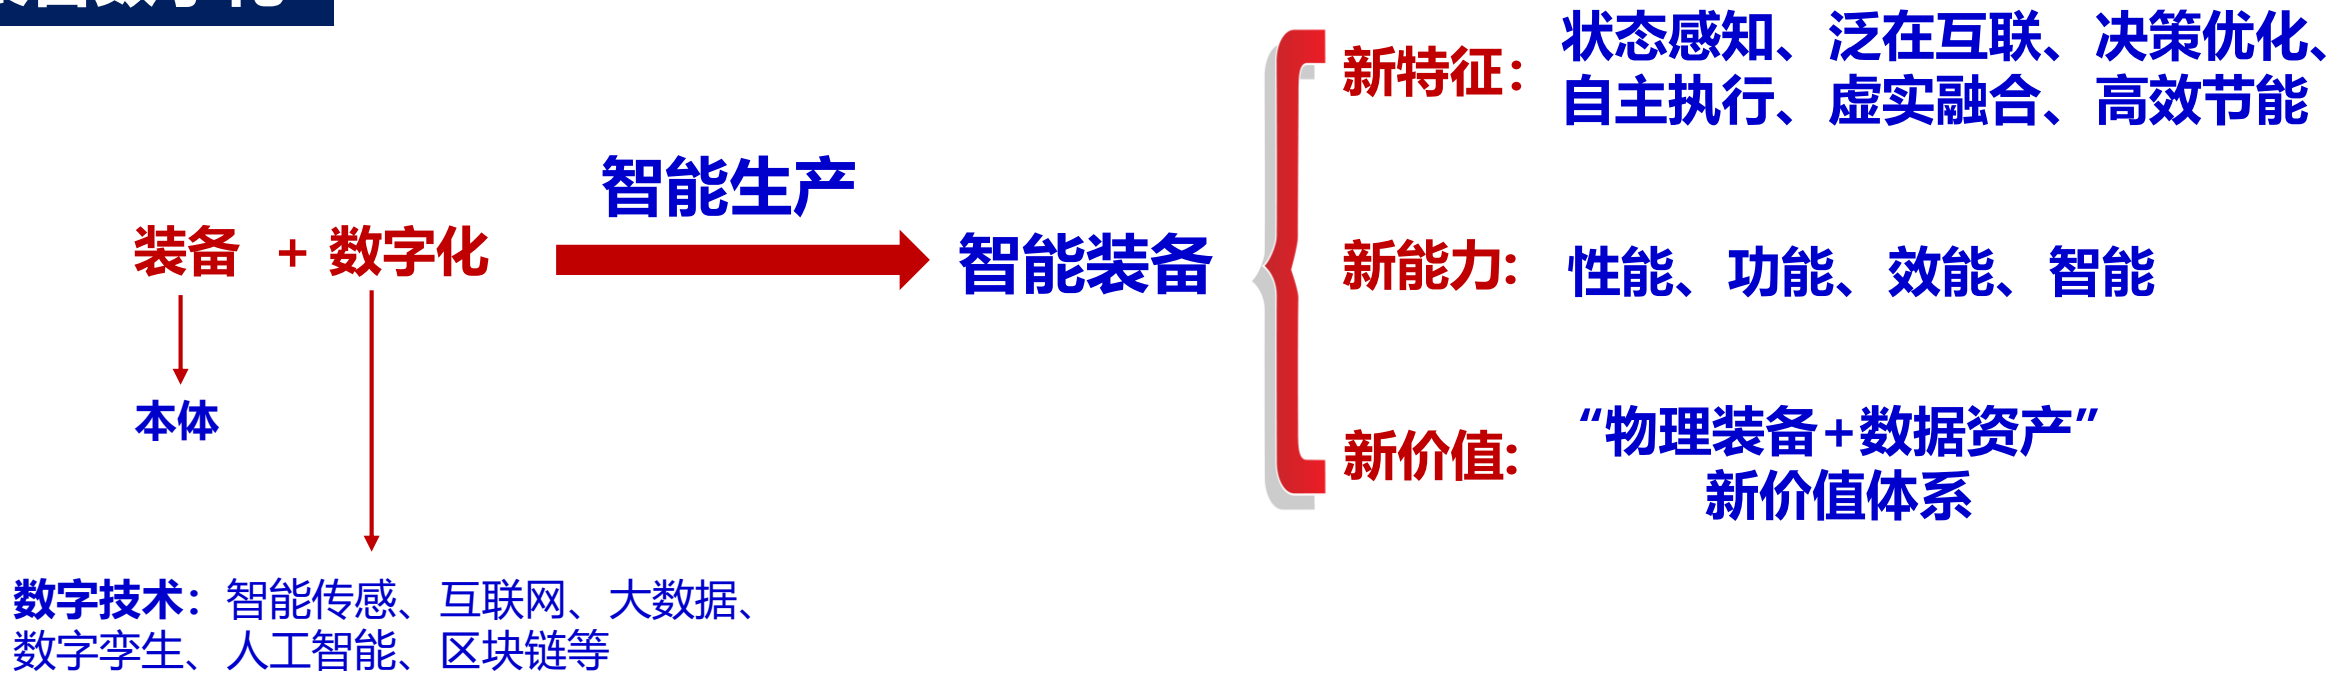 数字化
新特征：
状态感知、泛在互联、决策优化、
自主执行、虚实融合、高效节能
智能生产
装备 + 数字化
智能装备
新能力：
性能、功能、效能、智能
本体
新价值：
“物理装备+数据资产”
新价值体系
数字技术：智能传感、互联网、大数据、
数字孪生、人工智能、区块链等